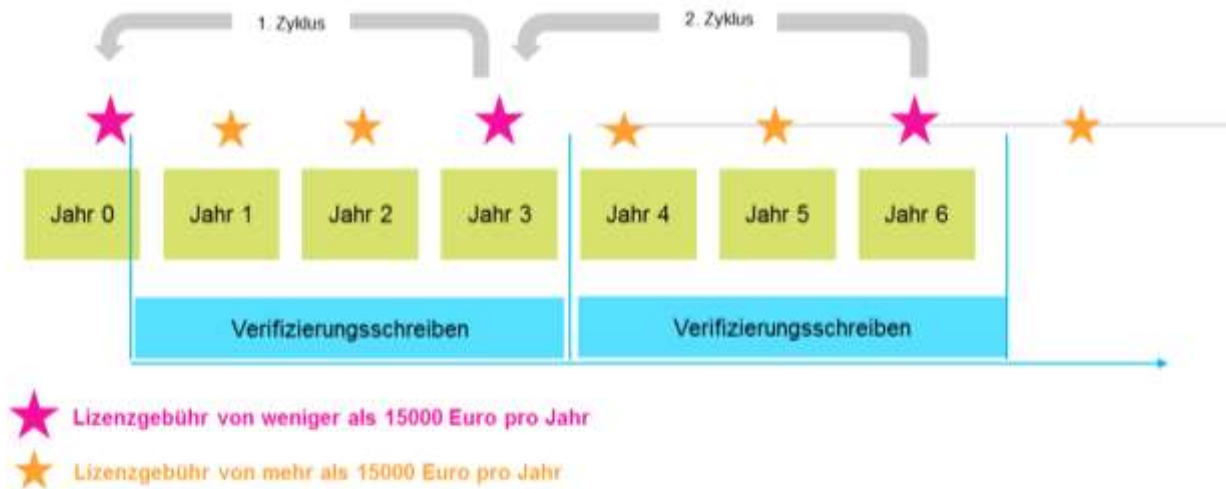 1. Zyklus
2. Zyklus
Jahr 0
Jahr 1
Jahr 2
Jahr 3
Jahr 4
Jahr 5
Jahr 6
Verifizierungsschreiben
Verifizierungsschreiben
Lizenzgebühr von weniger als 15000 Euro pro Jahr
Lizenzgebühr von mehr als 15000 Euro pro Jahr